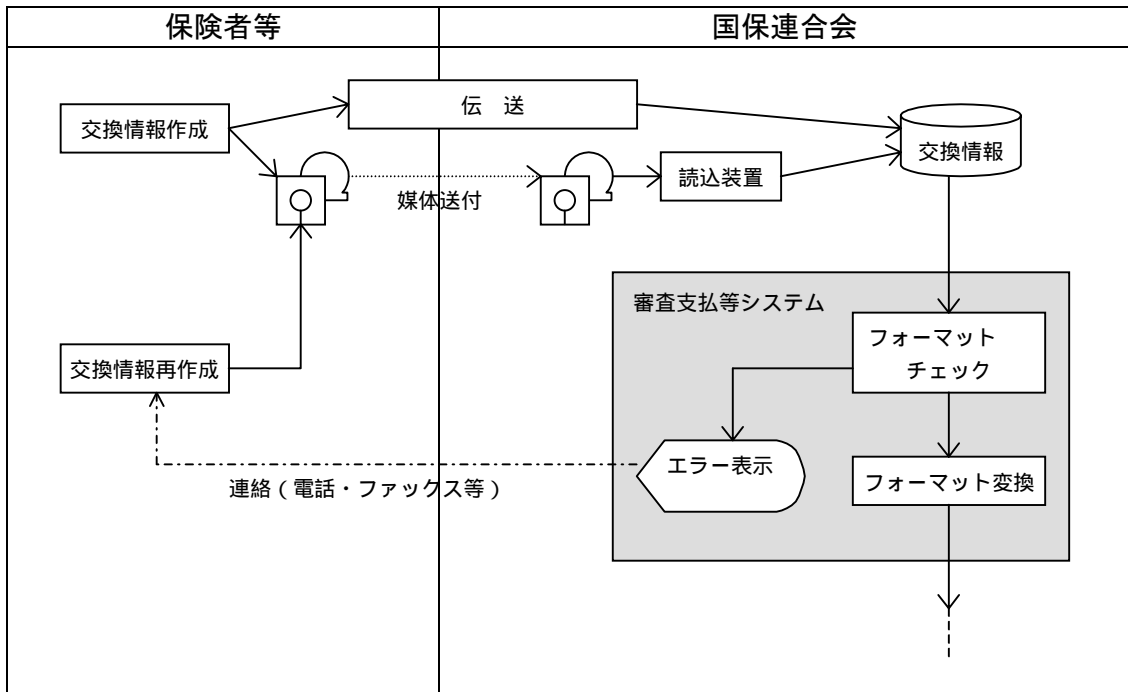 保険者等
国保連合会
伝　送
交換情報作成
交換情報
読込装置
媒体送付
審査支払等システム
フォーマット
チェック
交換情報再作成
エラー表示
フォーマット変換
連絡（電話・ファックス等）